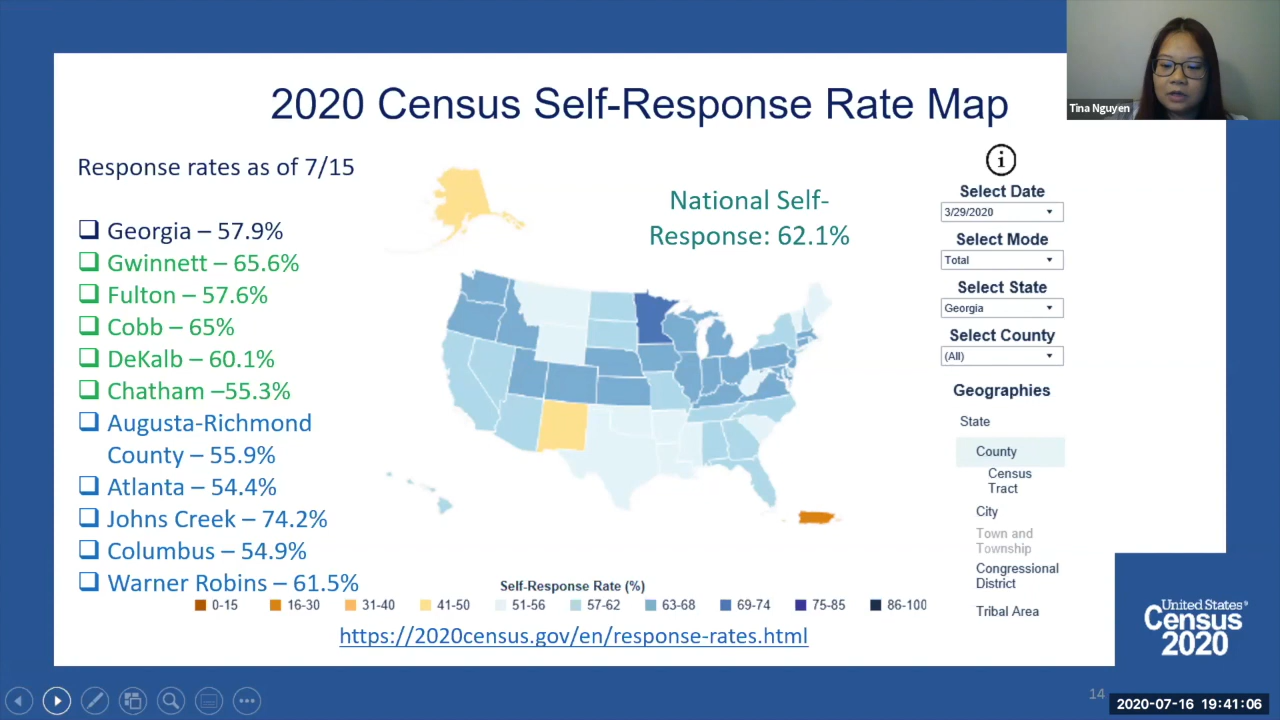 2020 Census Self-Response Rate Map
Tina Nguyen
Response rates as of 7/15
Georgia – 57.9%
Gwinnett – 65.6%
Fulton – 57.6%
Cobb – 65%
DeKalb – 60.1%
Chatham –55.3%
Augusta-Richmond
County – 55.9%
Atlanta – 54.4%
Johns Creek – 74.2%
Columbus – 54.9%
Warner Robins – 61.5%
National Self-
Response: 62.1%
i
Select Date
3/29/2020
Select Mode
Total
Select State
Georgia
Select County
(All)
Geographies
State
County
Census
Tract
City
Town and
Township
Congressional
District
Tribal Area
Self-Response Rate (%)
0-15 16-30 31-40 41-50 51-56 57-62 63-68 69-74 75-85 86-100
https://2020census.gov/en/response-rates.html
United States®
Census
2020
14
2020-07-16 19:41:06